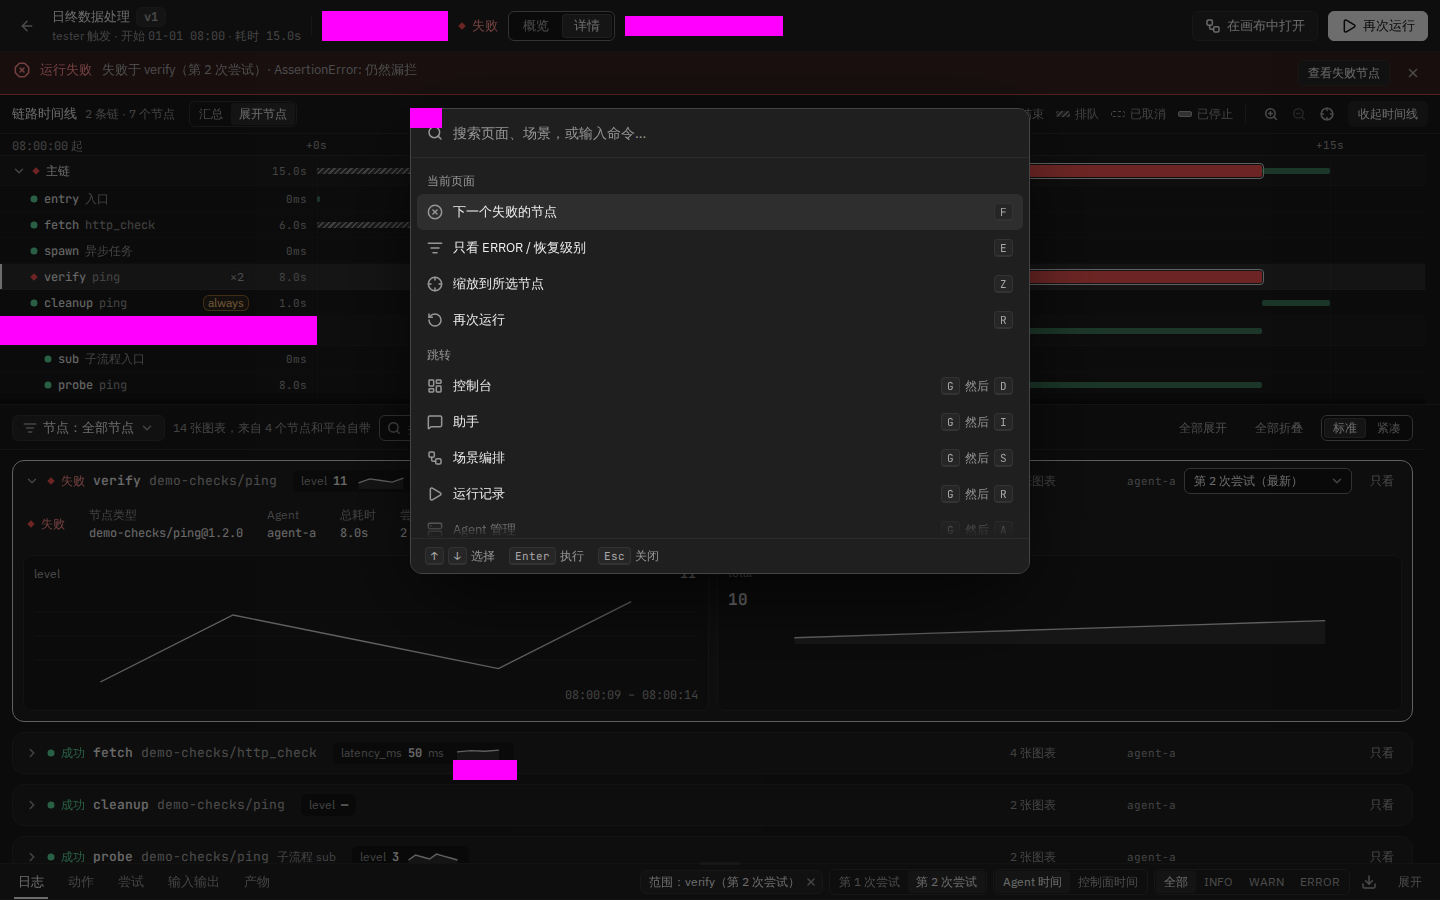 日终数据处理 v1
tester 触发 · 开始 01-01 08:00 · 耗时 15.0s
失败 概览 详情
在画布中打开 再次运行
运行失败 失败于 verify（第 2 次尝试）· AssertionError: 仍然漏拦
查看失败节点
链路时间线 2 条链 · 7 个节点 汇总 展开节点
排队 已取消 已停止 收起时间线
08:00:00 起 +0s +15s
主链 15.0s
entry 入口 0ms
fetch http_check 6.0s
spawn 异步任务 0ms
verify ping ×2 8.0s
cleanup ping always 1.0s
sub 子流程入口 0ms
probe ping 8.0s
搜索页面、场景，或输入命令...
当前页面
下一个失败的节点 F
只看 ERROR / 恢复级别 E
缩放到所选节点 Z
再次运行 R
跳转
控制台 G 然后 D
助手 G 然后 I
场景编排 G 然后 S
运行记录 G 然后 R
Agent 管理 G 然后 A
↑ ↓ 选择 Enter 执行 Esc 关闭
节点：全部节点 14 张图表，来自 4 个节点和平台自带
全部展开 全部折叠 标准 紧凑
失败 verify demo-checks/ping level 11
图表 agent-a 第 2 次尝试（最新） 只看
失败
节点类型 Agent 总耗时
demo-checks/ping@1.2.0 agent-a 8.0s 2
level 11
10
08:00:09 – 08:00:14
成功 fetch demo-checks/http_check latency_ms 50 ms 4 张图表 agent-a 只看
成功 cleanup demo-checks/ping level — 2 张图表 agent-a 只看
成功 probe demo-checks/ping 子流程 sub level 3 2 张图表 agent-a 只看
日志 动作 尝试 输入输出 产物
范围：verify（第 2 次尝试） 第 1 次尝试 第 2 次尝试 Agent 时间 控制面时间 全部 INFO WARN ERROR 展开